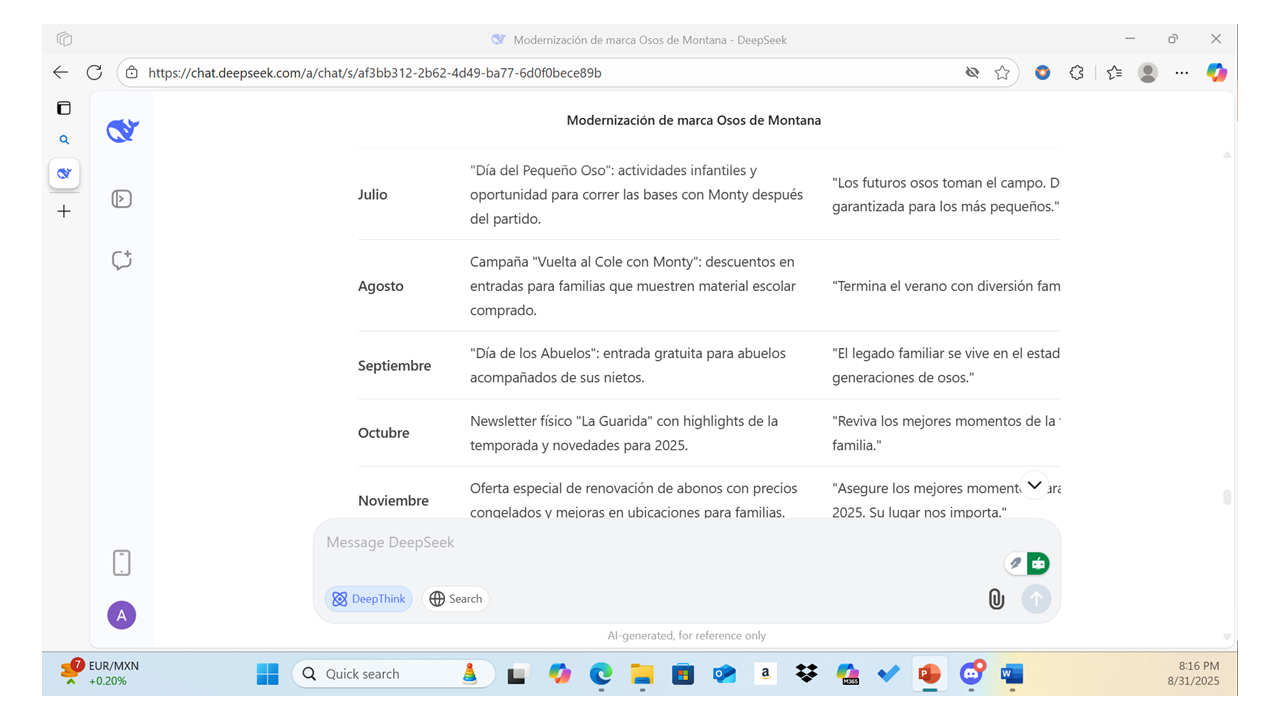 Modernización de marca Osos de Montana - DeepSeek
https://chat.deepseek.com/a/chat/s/af3bb312-2b62-4d49-ba77-6d0f0bece89b
Modernización de marca Osos de Montana
Julio
"Día del Pequeño Oso": actividades infantiles y
oportunidad para correr las bases con Monty después
del partido.
"Los futuros osos toman el campo. D
garantizada para los más pequeños."
Agosto
Campaña "Vuelta al Cole con Monty": descuentos en
entradas para familias que muestren material escolar
comprado.
"Termina el verano con diversión fam
Septiembre
"Día de los Abuelos": entrada gratuita para abuelos
acompañados de sus nietos.
"El legado familiar se vive en el estad
generaciones de osos."
Octubre
Newsletter físico "La Guarida" con highlights de la
temporada y novedades para 2025.
"Reviva los mejores momentos de la
familia."
Noviembre
Oferta especial de renovación de abonos con precios
congelados y mejoras en ubicaciones para familias.
"Asegure los mejores moment
2025. Su lugar nos importa."
Message DeepSeek
DeepThink
Search
A
AI-generated, for reference only
7
EUR/MXN
+0.20%
Quick search
a
M365
8:16 PM
8/31/2025